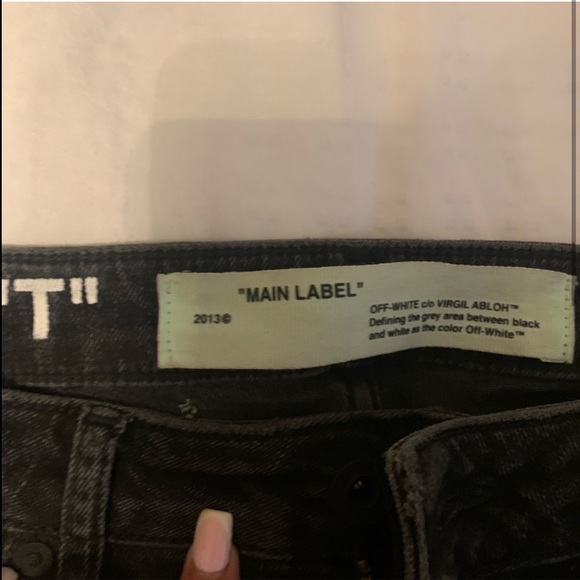 "T"
"MAIN LABEL"
2013©
OFF-WHITE c/o VIRGIL ABLOH™
Defining the grey area between black
and white as the color Off-White™